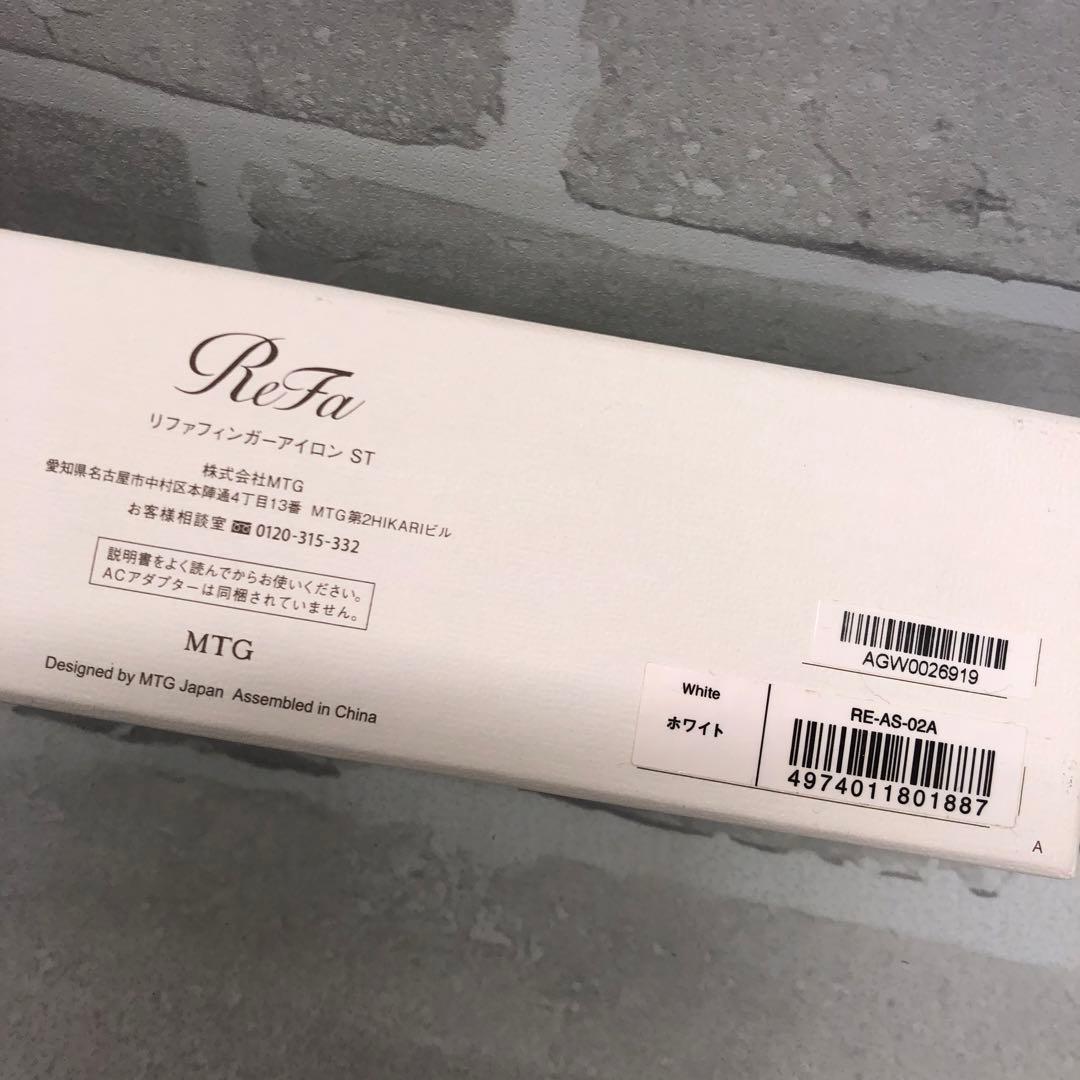 ReFa
リファフィンガーアイロン ST
株式会社MTG
愛知県名古屋市中村区本陣通4丁目13番 MTG第2HIKARIビル
お客様相談室 0120-315-332
説明書をよく読んでからお使いください。
ACアダプターは同梱されていません。
MTG
Designed by MTG Japan Assembled in China
AGW0026919
White
ホワイト
RE-AS-02A
4974011801887
A